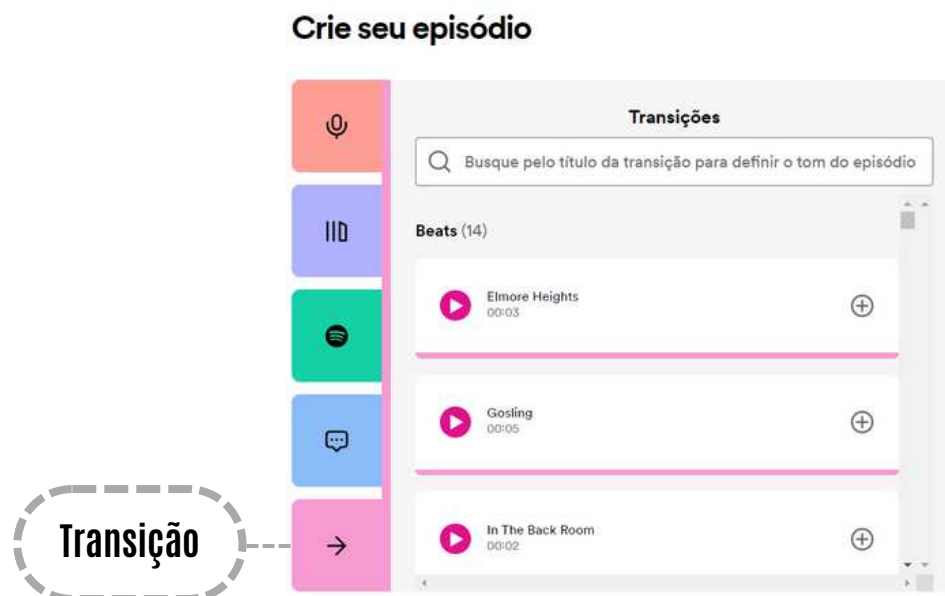 Crie seu episódio
Transições
Busque pelo título da transição para definir o tom do episódio
Beats (14)
Elmore Heights
00:03
Gosling
00:05
Transição
In The Back Room
00:02